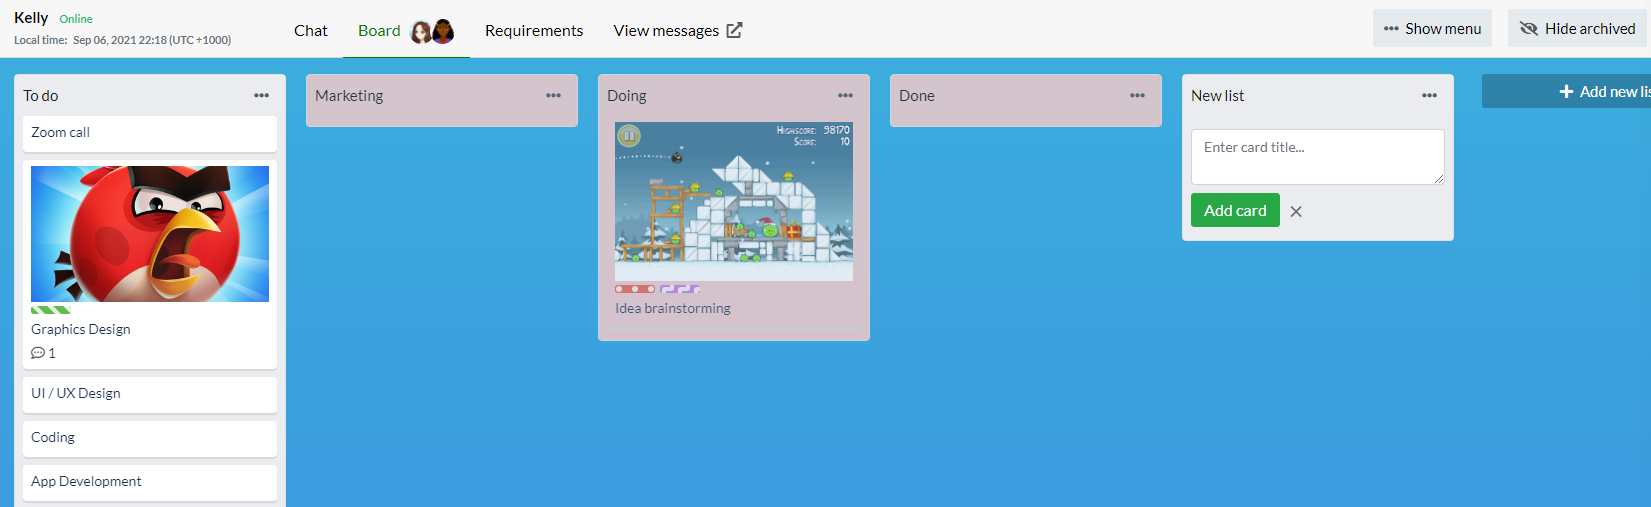 Kelly Online
Local time: Sep 06, 2021 22:18 (UTC +1000)
Chat
Board
Requirements
View messages
Show menu
Hide archived
To do
Zoom call
Graphics Design
1
UI / UX Design
Coding
App Development
Marketing
Doing
Highscore: 98170
Score: 10
Idea brainstorming
Done
New list
Enter card title...
Add card
Add new lis